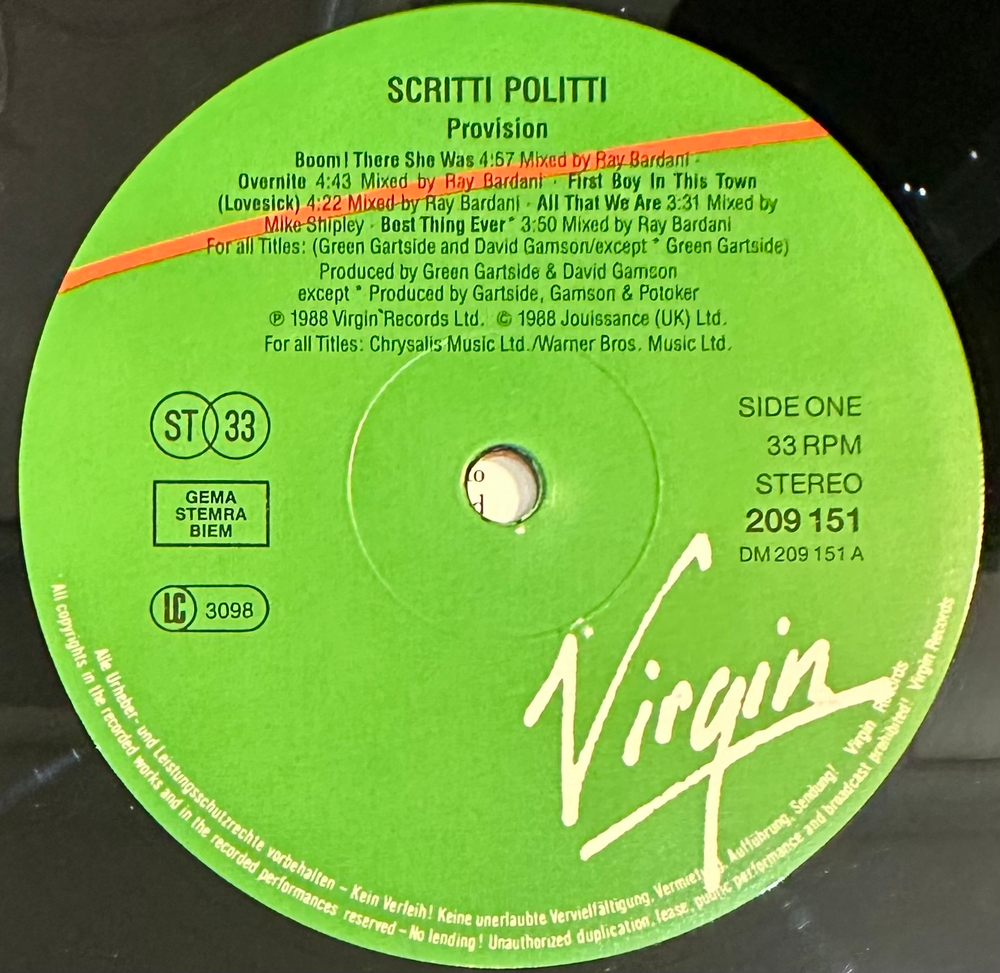 SCRITTI POLITTI
Provision
Boom! There She Was 4:57 Mixed by Ray Bardani ·
Overnite 4:43 Mixed by Ray Bardani · First Boy In This Town
(Lovesick) 4:22 Mixed by Ray Bardani · All That We Are 3:31 Mixed by
Mike Shipley · Best Thing Ever* 3:50 Mixed by Ray Bardani
For all Titles: (Green Gartside and David Gamson/except * Green Gartside)
Produced by Green Gartside & David Gamson
except * Produced by Gartside, Gamson & Potoker
℗ 1988 Virgin Records Ltd. © 1988 Jouissance (UK) Ltd.
For all Titles: Chrysalis Music Ltd./Warner Bros. Music Ltd.
ST 33
GEMA
STEMRA
BIEM
LC 3098
SIDE ONE
33 RPM
STEREO
209 151
DM 209 151 A
to
d
Virgin
Alle Urheber- und Leistungsschutzrechte vorbehalten – Kein Verleih! Keine unerlaubte Vervielfältigung, Aufführung, Sendung! Virgin Records
All copyrights in the recorded works and in the recorded performances reserved – No lending! Unauthorized duplication, lease, public performance and broadcast prohibited! Virgin Records